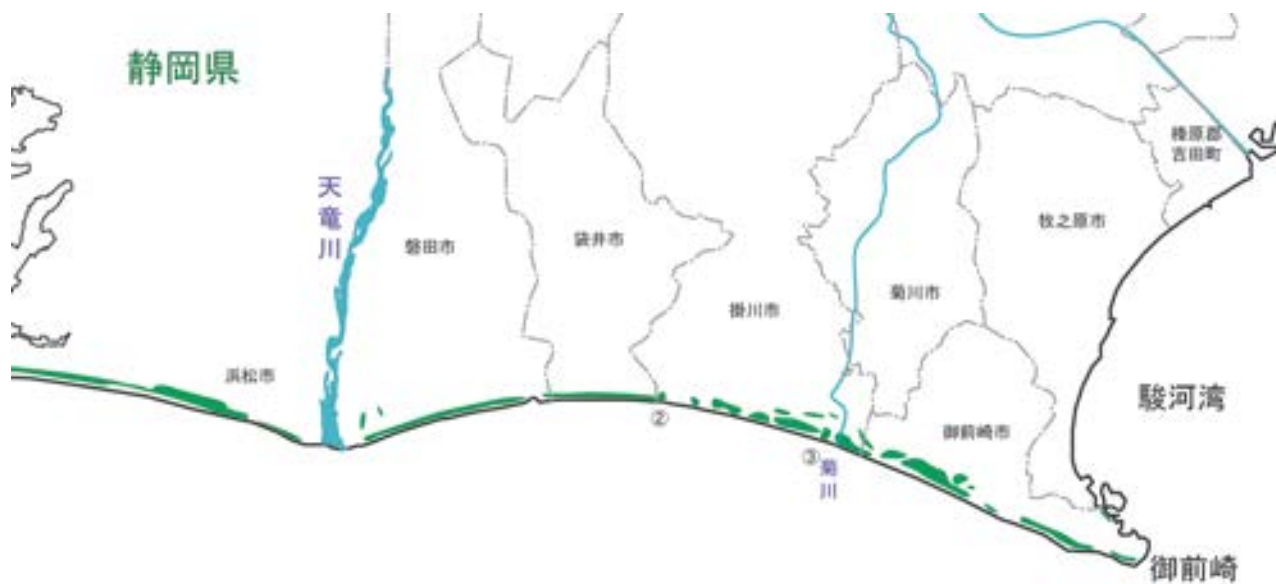 静岡県
天竜川
磐田市
袋井市
掛川市
菊川市
牧之原市
榛原郡
吉田町
浜松市
御前崎市
駿河湾
②
③
菊川
御前崎